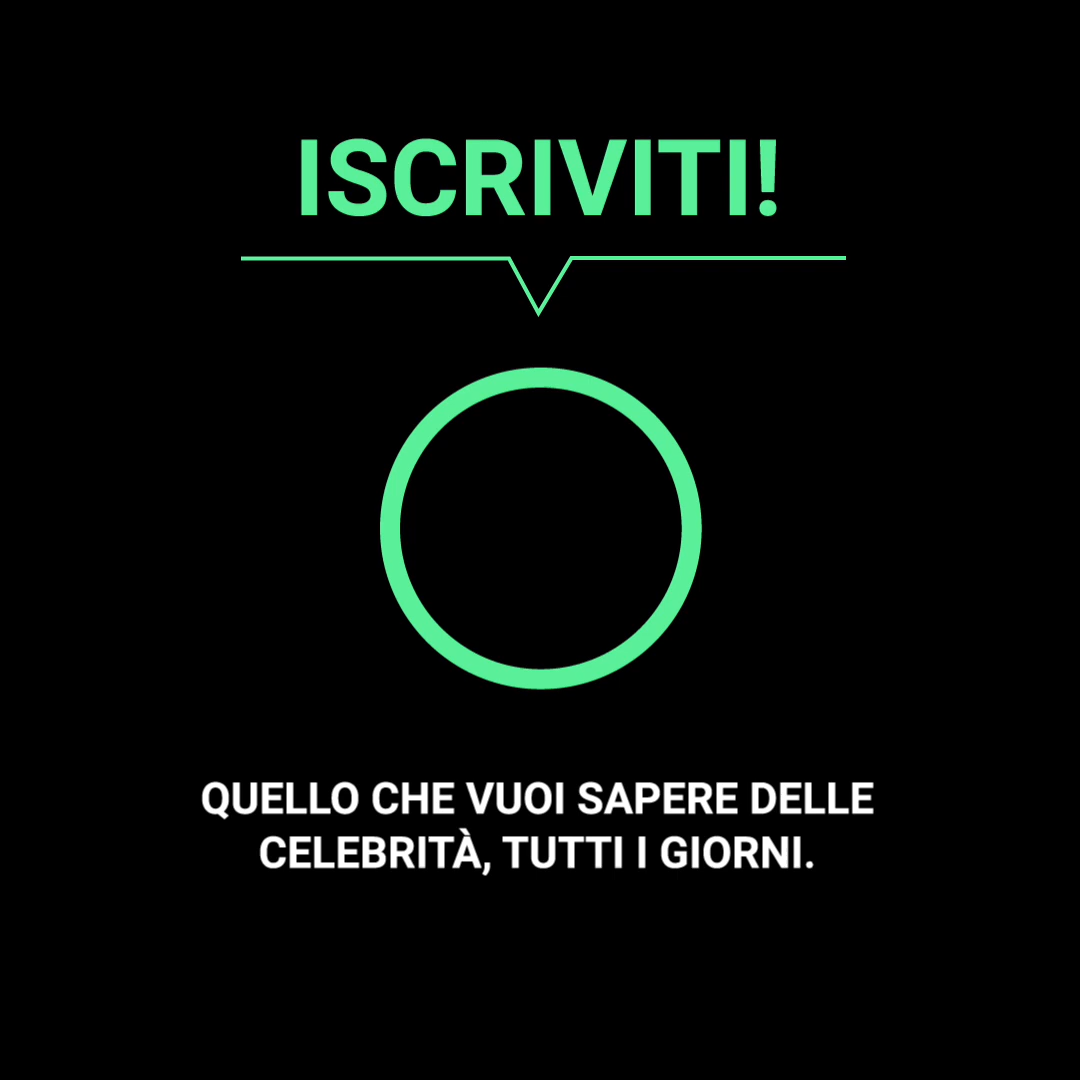 ISCRIVITI!
QUELLO CHE VUOI SAPERE DELLE
CELEBRITÀ, TUTTI I GIORNI.